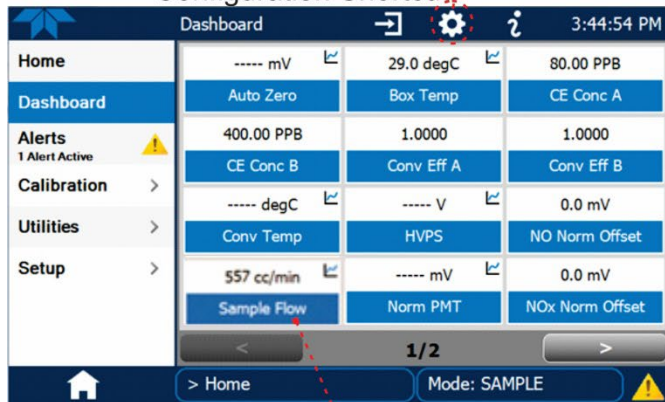 Dashboard
3:44:54 PM
Home
Dashboard
Alerts
1 Alert Active
Calibration >
Utilities >
Setup >
----- mV
Auto Zero
29.0 degC
Box Temp
80.00 PPB
CE Conc A
400.00 PPB
CE Conc B
1.0000
Conv Eff A
1.0000
Conv Eff B
----- degC
Conv Temp
----- V
HVPS
0.0 mV
NO Norm Offset
557 cc/min
Sample Flow
----- mV
Norm PMT
0.0 mV
NOx Norm Offset
< 1/2 >
> Home
Mode: SAMPLE